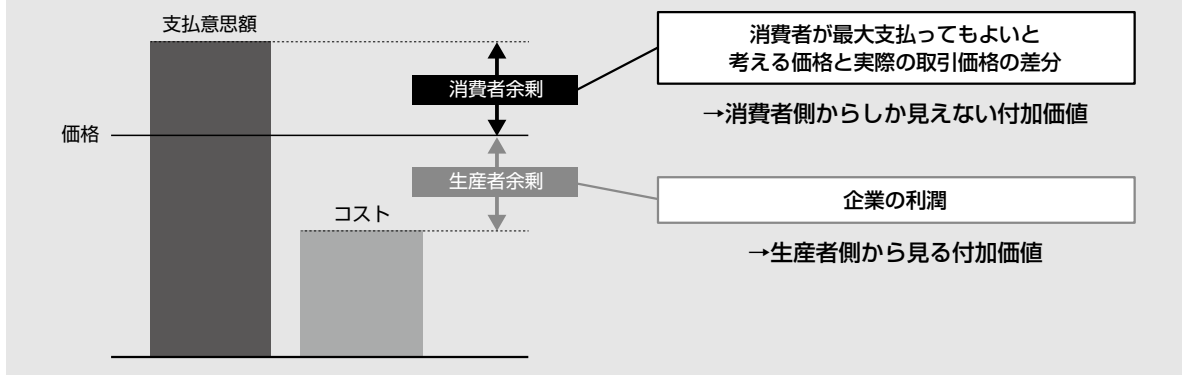 支払意思額
消費者が最大支払ってもよいと
考える価格と実際の取引価格の差分
消費者余剰
→消費者側からしか見えない付加価値
価格
生産者余剰
企業の利潤
コスト
→生産者側から見る付加価値